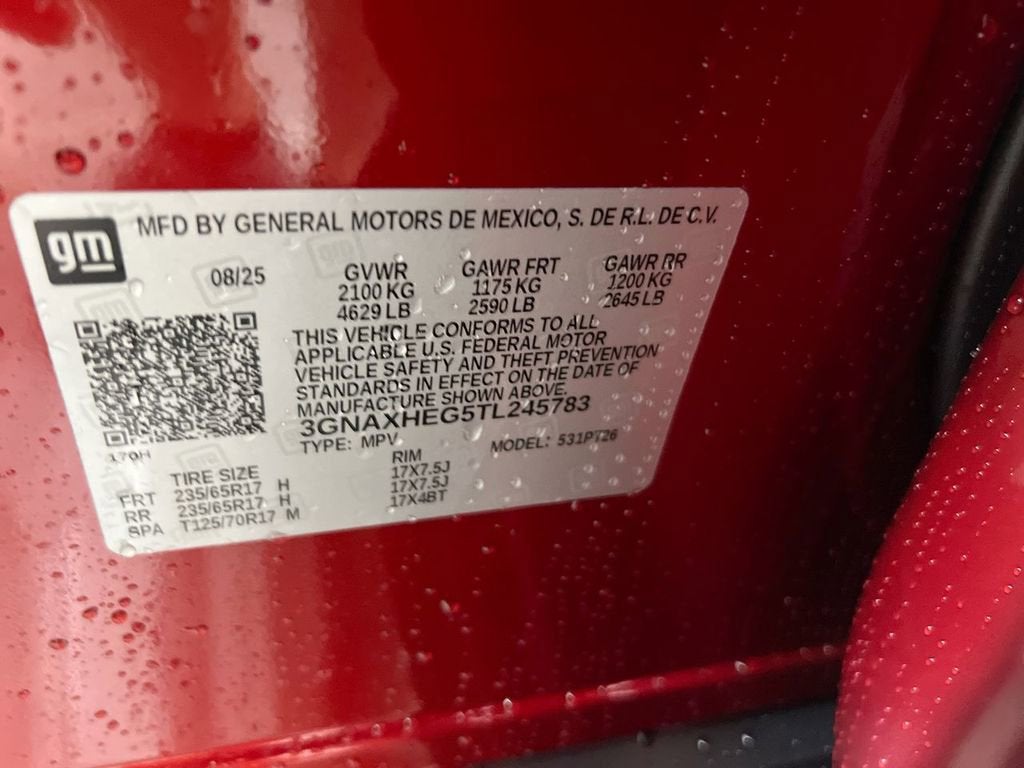 gm
MFD BY GENERAL MOTORS DE MEXICO, S. DE R.L. DE C.V.
08/25 GVWR GAWR FRT GAWR RR
2100 KG 1175 KG 1200 KG
4629 LB 2590 LB 2645 LB
THIS VEHICLE CONFORMS TO ALL
APPLICABLE U.S. FEDERAL MOTOR
VEHICLE SAFETY AND THEFT PREVENTION
STANDARDS IN EFFECT ON THE DATE OF
MANUFACTURE SHOWN ABOVE.
3GNAXHEG5TL245783
TYPE: MPV MODEL: 531PT26
170H
TIRE SIZE RIM
FRT 235/65R17 H 17X7.5J
RR 235/65R17 H 17X7.5J
SPA T125/70R17 M 17X4BT